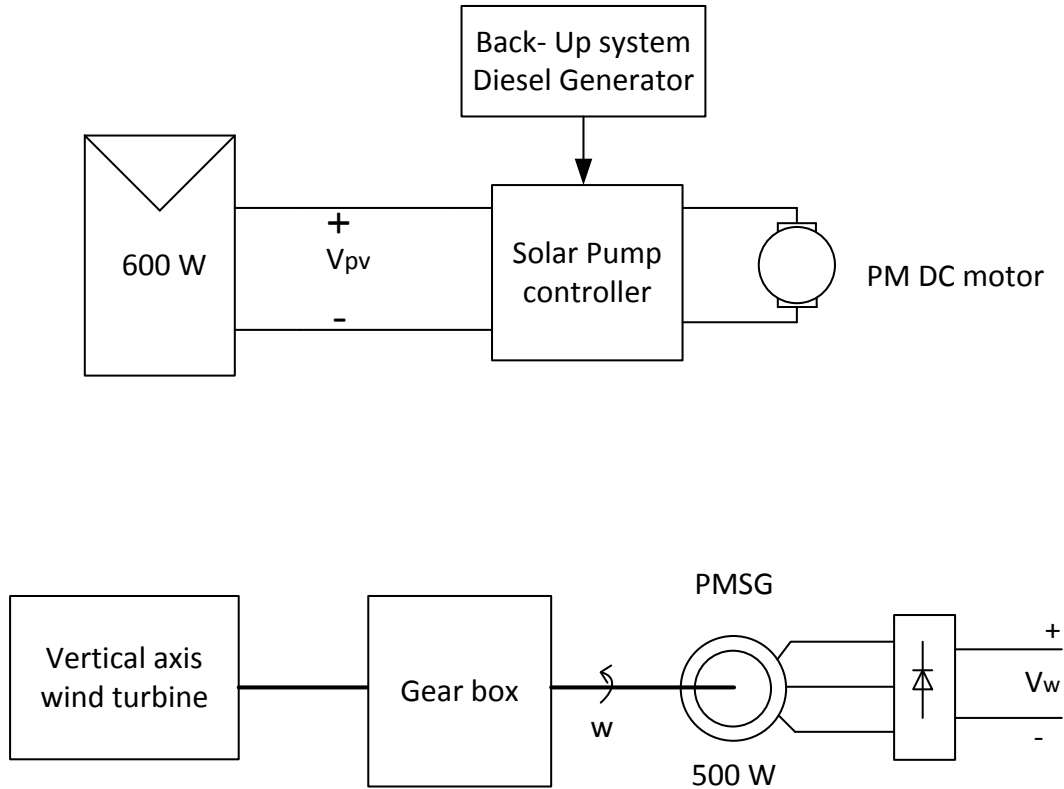 Back- Up system
Diesel Generator
600 W
+
Vpv
-
Solar Pump
controller
PM DC motor
PMSG
Vertical axis
wind turbine
Gear box
w
500 W
+
Vw
-